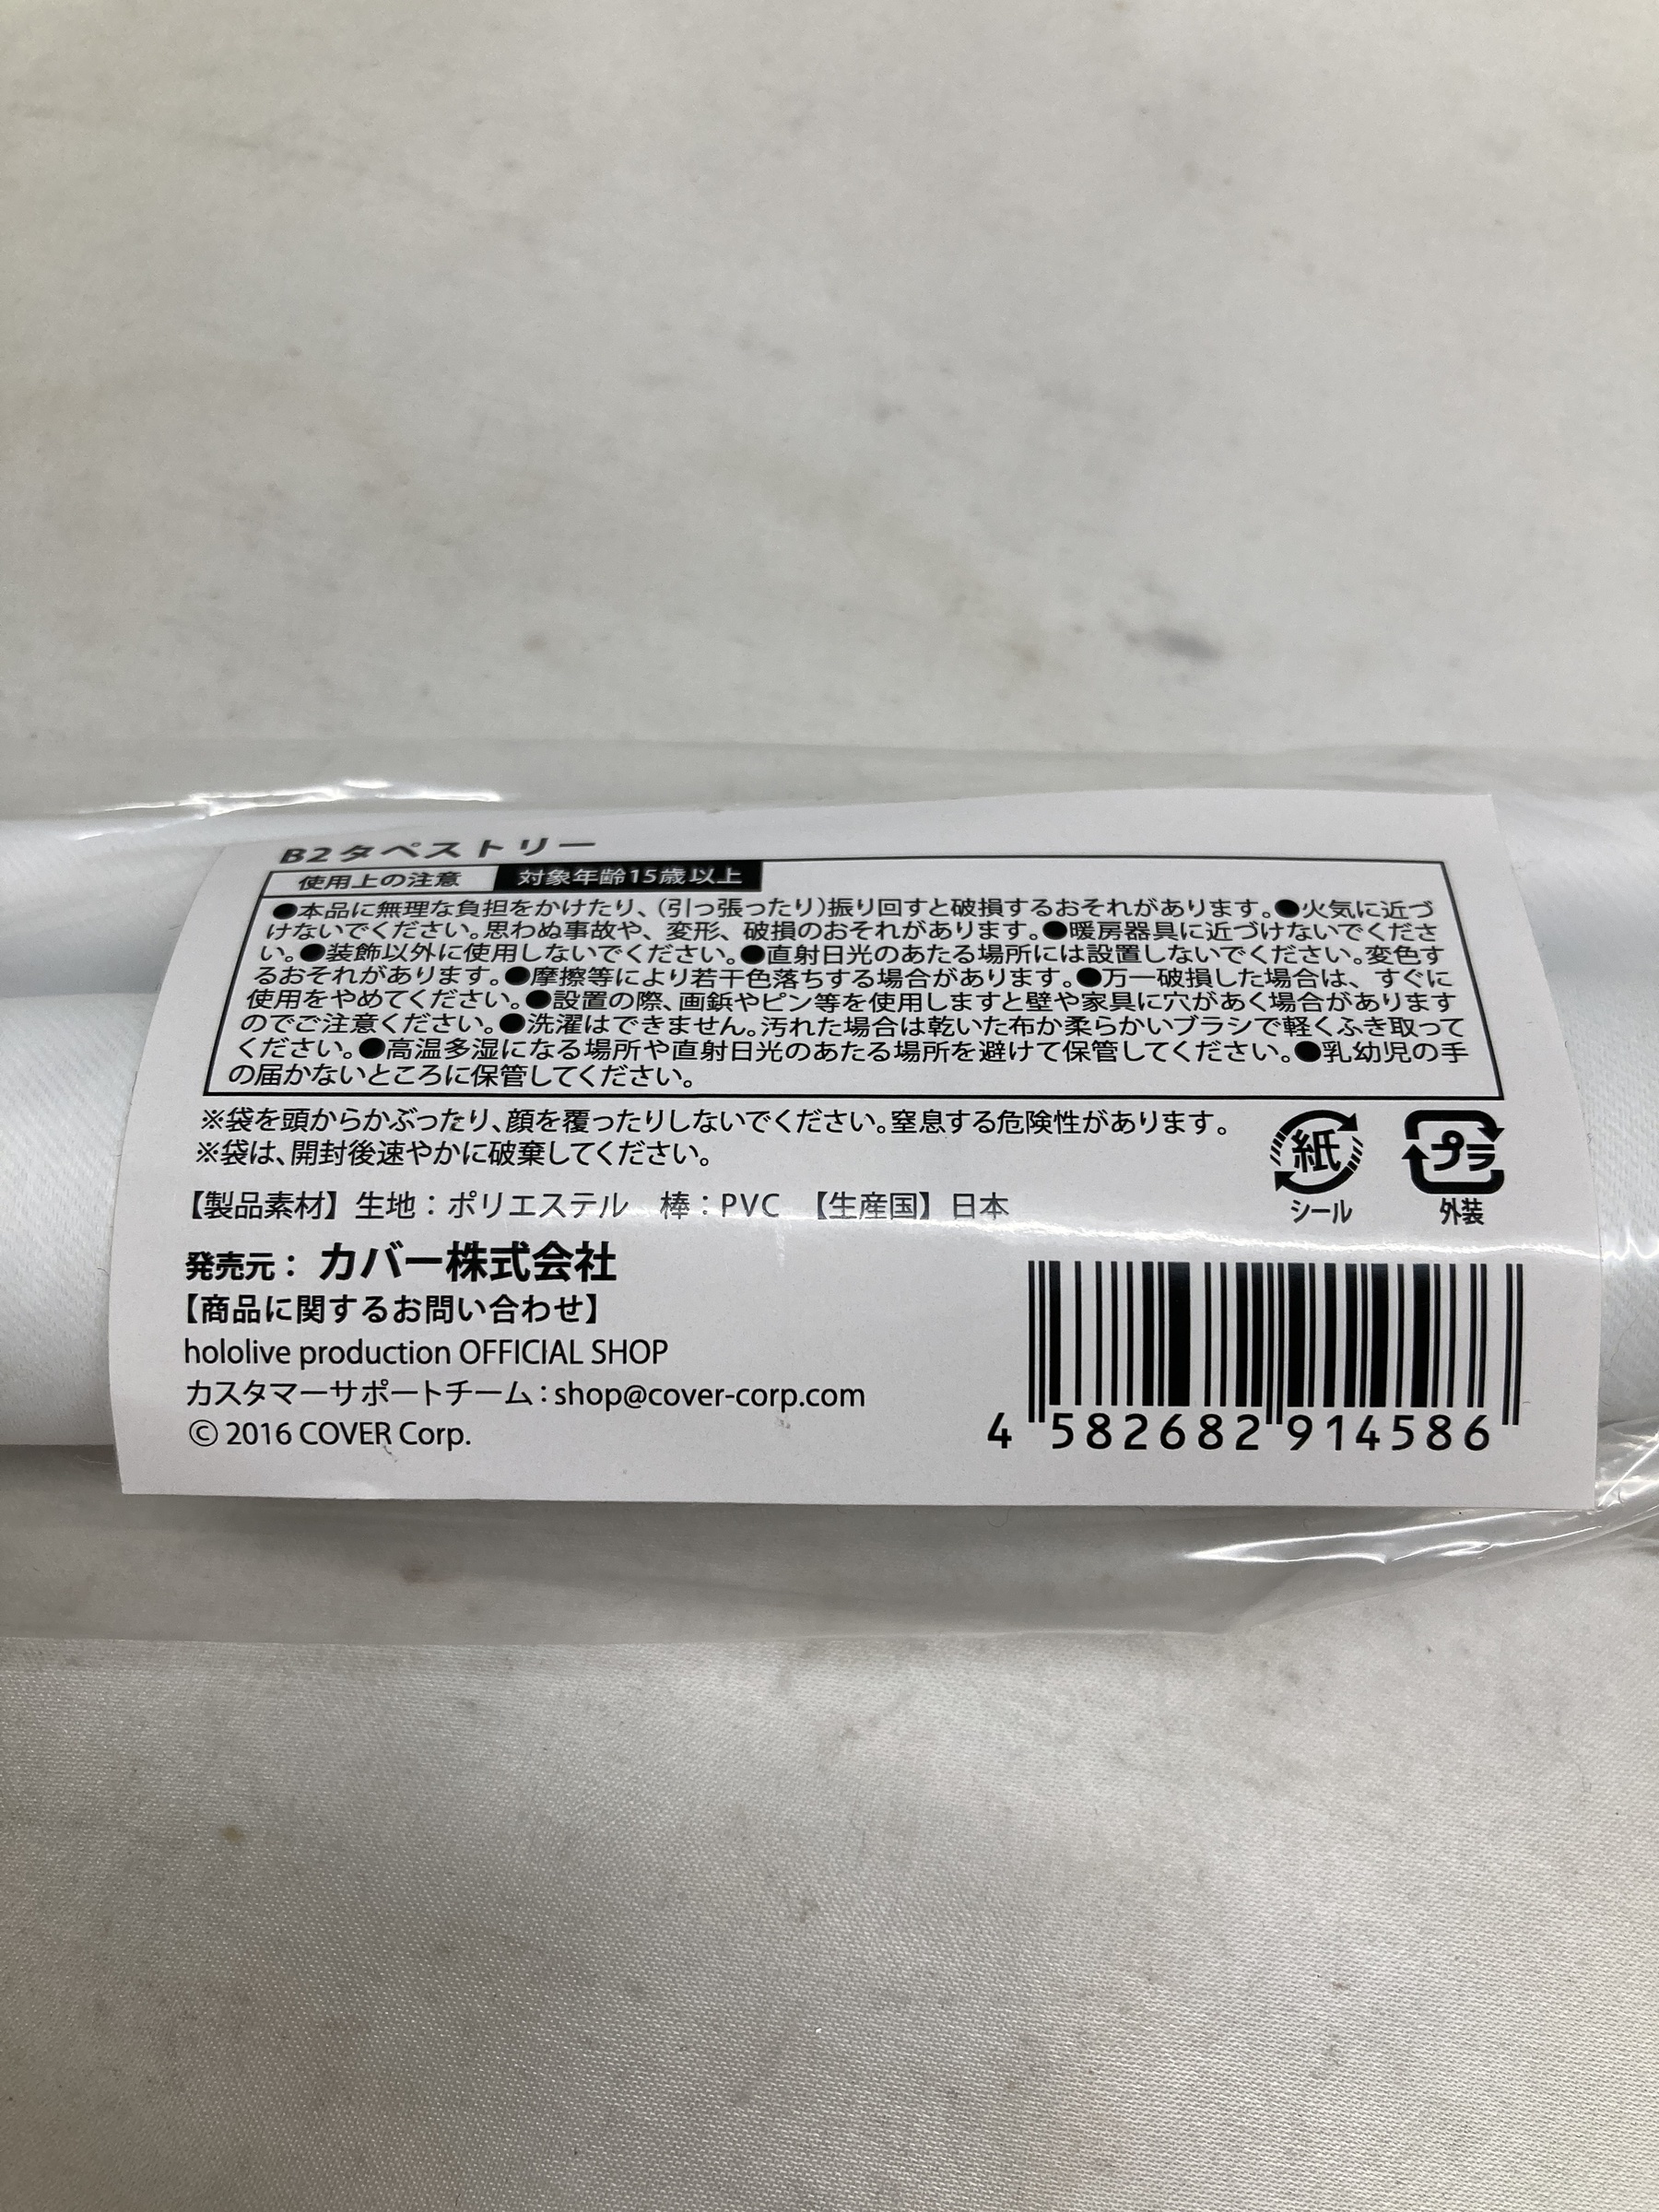 B2タペストリー
使用上の注意 対象年齢15歳以上
●本品に無理な負担をかけたり、(引っ張ったり)振り回すと破損するおそれがあります。●火気に近づ
けないでください。思わぬ事故や、変形、破損のおそれがあります。●暖房器具に近づけないでくださ
い。●装飾以外に使用しないでください。●直射日光のあたる場所には設置しないでください。変色す
るおそれがあります。●摩擦等により若干色落ちする場合があります。●万一破損した場合は、すぐに
使用をやめてください。●設置の際、画鋲やピン等を使用しますと壁や家具に穴があく場合があります
のでご注意ください。●洗濯はできません。汚れた場合は乾いた布か柔らかいブラシで軽くふき取って
ください。●高温多湿になる場所や直射日光のあたる場所を避けて保管してください。●乳幼児の手
の届かないところに保管してください。
※袋を頭からかぶったり、顔を覆ったりしないでください。窒息する危険性があります。
※袋は、開封後速やかに破棄してください。
紙 プラ
シール 外装
【製品素材】生地:ポリエステル 棒:PVC 【生産国】日本
発売元: カバー株式会社
【商品に関するお問い合わせ】
hololive production OFFICIAL SHOP
カスタマーサポートチーム:shop@cover-corp.com
© 2016 COVER Corp.
4 582682 914586